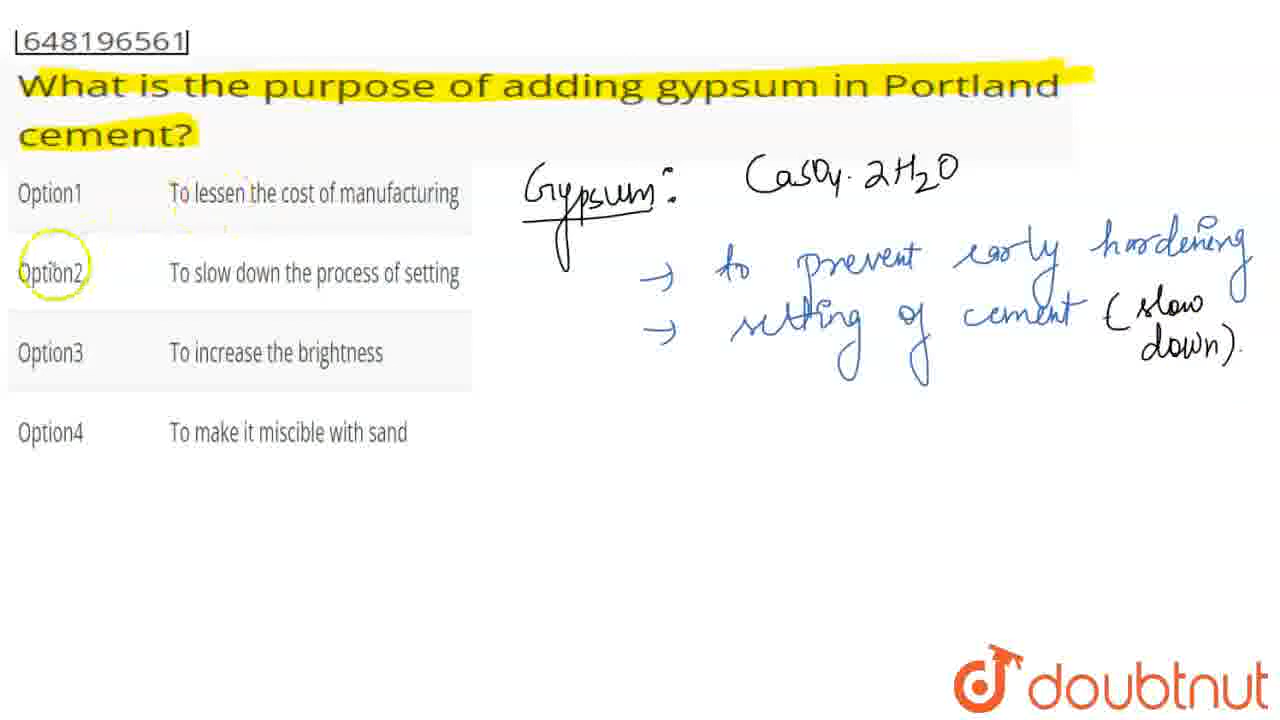 648196561
What is the purpose of adding gypsum in Portland
cement?
Option1 To lessen the cost of manufacturing
Option2 To slow down the process of setting
Option3 To increase the brightness
Option4 To make it miscible with sand
Gypsum: CaSO4. 2H2O
→ to prevent early hardening
→ setting of cement (slow
down).
doubtnut